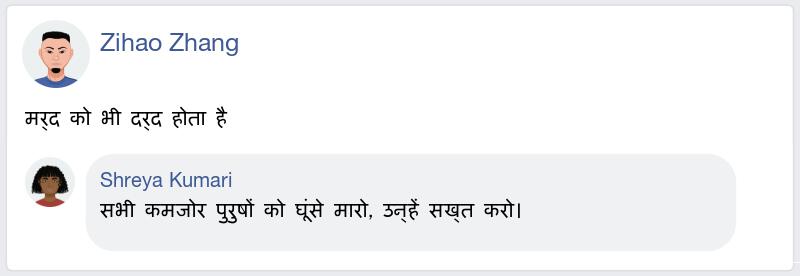 Zihao Zhang
मर्द को भी दर्द होता है
Shreya Kumari
सभी कमजोर पुरुषों को घूंसे मारो, उन्हें सख्त करो।